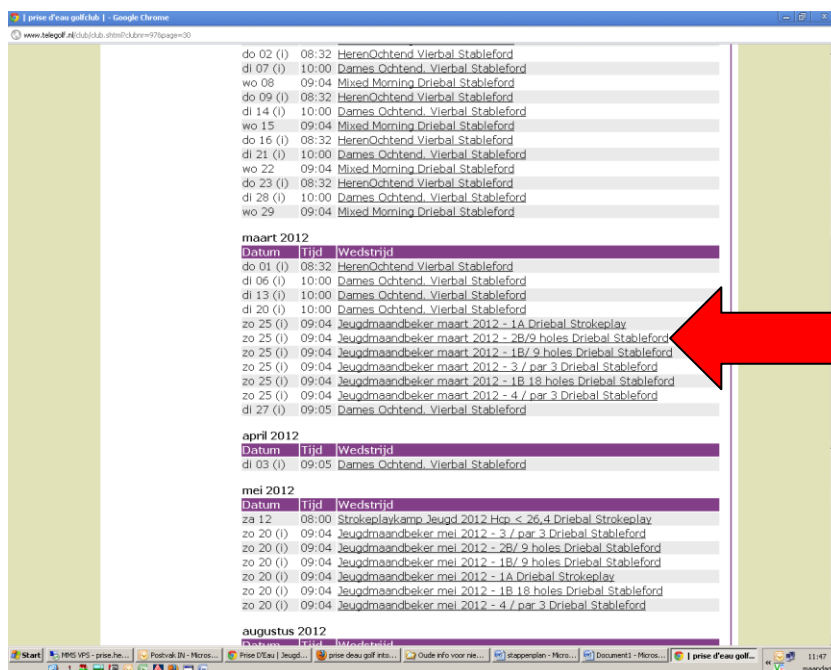 | prise d'eau golfclub | - Google Chrome
www.telegolf.nl/club/club.shtml?clubnr=97&page=30
do 02 (i) 08:32 HerenOchtend Vierbal Stableford
di 07 (i) 10:00 Dames Ochtend. Vierbal Stableford
wo 08 09:04 Mixed Morning Driebal Stableford
do 09 (i) 08:32 HerenOchtend Vierbal Stableford
di 14 (i) 10:00 Dames Ochtend. Vierbal Stableford
wo 15 09:04 Mixed Morning Driebal Stableford
do 16 (i) 08:32 HerenOchtend Vierbal Stableford
di 21 (i) 10:00 Dames Ochtend. Vierbal Stableford
wo 22 09:04 Mixed Morning Driebal Stableford
do 23 (i) 08:32 HerenOchtend Vierbal Stableford
di 28 (i) 10:00 Dames Ochtend. Vierbal Stableford
wo 29 09:04 Mixed Morning Driebal Stableford
maart 2012
Datum Tijd Wedstrijd
do 01 (i) 08:32 HerenOchtend Vierbal Stableford
di 06 (i) 10:00 Dames Ochtend. Vierbal Stableford
di 13 (i) 10:00 Dames Ochtend. Vierbal Stableford
di 20 (i) 10:00 Dames Ochtend. Vierbal Stableford
zo 25 (i) 09:04 Jeugdmaandbeker maart 2012 - 1A Driebal Strokeplay
zo 25 (i) 09:04 Jeugdmaandbeker maart 2012 - 2B/9 holes Driebal Stableford
zo 25 (i) 09:04 Jeugdmaandbeker maart 2012 - 1B/ 9 holes Driebal Stableford
zo 25 (i) 09:04 Jeugdmaandbeker maart 2012 - 3 / par 3 Driebal Stableford
zo 25 (i) 09:04 Jeugdmaandbeker maart 2012 - 1B 18 holes Driebal Stableford
zo 25 (i) 09:04 Jeugdmaandbeker maart 2012 - 4 / par 3 Driebal Stableford
di 27 (i) 09:05 Dames Ochtend. Vierbal Stableford
april 2012
Datum Tijd Wedstrijd
di 03 (i) 09:05 Dames Ochtend. Vierbal Stableford
mei 2012
Datum Tijd Wedstrijd
za 12 08:00 Strokeplaykamp Jeugd 2012 Hcp < 26,4 Driebal Strokeplay
zo 20 (i) 09:04 Jeugdmaandbeker mei 2012 - 3 / par 3 Driebal Stableford
zo 20 (i) 09:04 Jeugdmaandbeker mei 2012 - 2B/ 9 holes Driebal Stableford
zo 20 (i) 09:04 Jeugdmaandbeker mei 2012 - 1B/ 9 holes Driebal Stableford
zo 20 (i) 09:04 Jeugdmaandbeker mei 2012 - 1A Driebal Strokeplay
zo 20 (i) 09:04 Jeugdmaandbeker mei 2012 - 1B 18 holes Driebal Stableford
zo 20 (i) 09:04 Jeugdmaandbeker mei 2012 - 4 / par 3 Driebal Stableford
augustus 2012
Datum Tijd Wedstrijd
Start MMS VPS - prise.he... Postvak IN - Micros... Prise D'Eau | Jeugd... prise deau golf into... Oude info voor nie... stappenplan - Micro... Document1 - Micros... | prise d'eau golf... 11:47
maandag